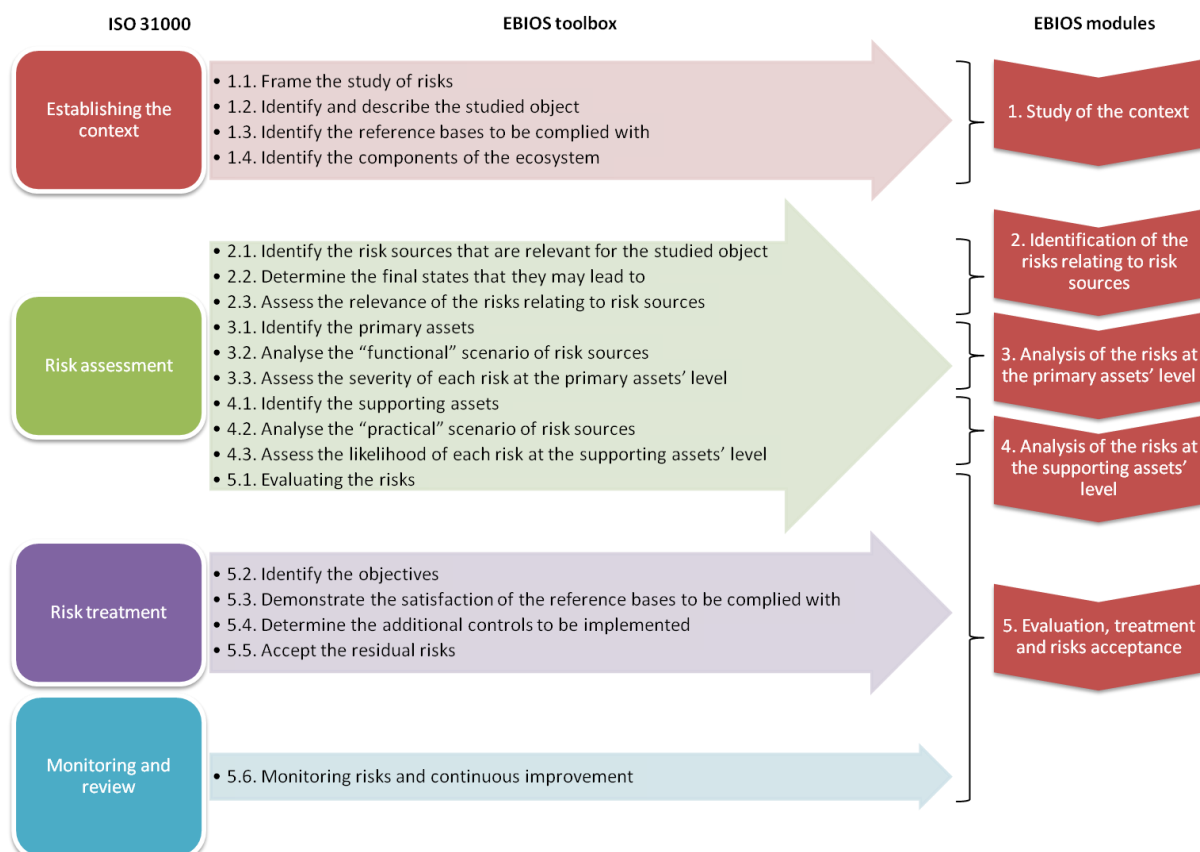 ISO 31000
EBIOS toolbox
EBIOS modules
Establishing the
context
• 1.1. Frame the study of risks
• 1.2. Identify and describe the studied object
• 1.3. Identify the reference bases to be complied with
• 1.4. Identify the components of the ecosystem
1. Study of the context
Risk assessment
• 2.1. Identify the risk sources that are relevant for the studied object
• 2.2. Determine the final states that they may lead to
• 2.3. Assess the relevance of the risks relating to risk sources
• 3.1. Identify the primary assets
• 3.2. Analyse the “functional” scenario of risk sources
• 3.3. Assess the severity of each risk at the primary assets’ level
• 4.1. Identify the supporting assets
• 4.2. Analyse the “practical” scenario of risk sources
• 4.3. Assess the likelihood of each risk at the supporting assets’ level
• 5.1. Evaluating the risks
2. Identification of the
risks relating to risk
sources
3. Analysis of the risks at
the primary assets’ level
4. Analysis of the risks at
the supporting assets’
level
Risk treatment
• 5.2. Identify the objectives
• 5.3. Demonstrate the satisfaction of the reference bases to be complied with
• 5.4. Determine the additional controls to be implemented
• 5.5. Accept the residual risks
5. Evaluation, treatment
and risks acceptance
Monitoring and
review
• 5.6. Monitoring risks and continuous improvement